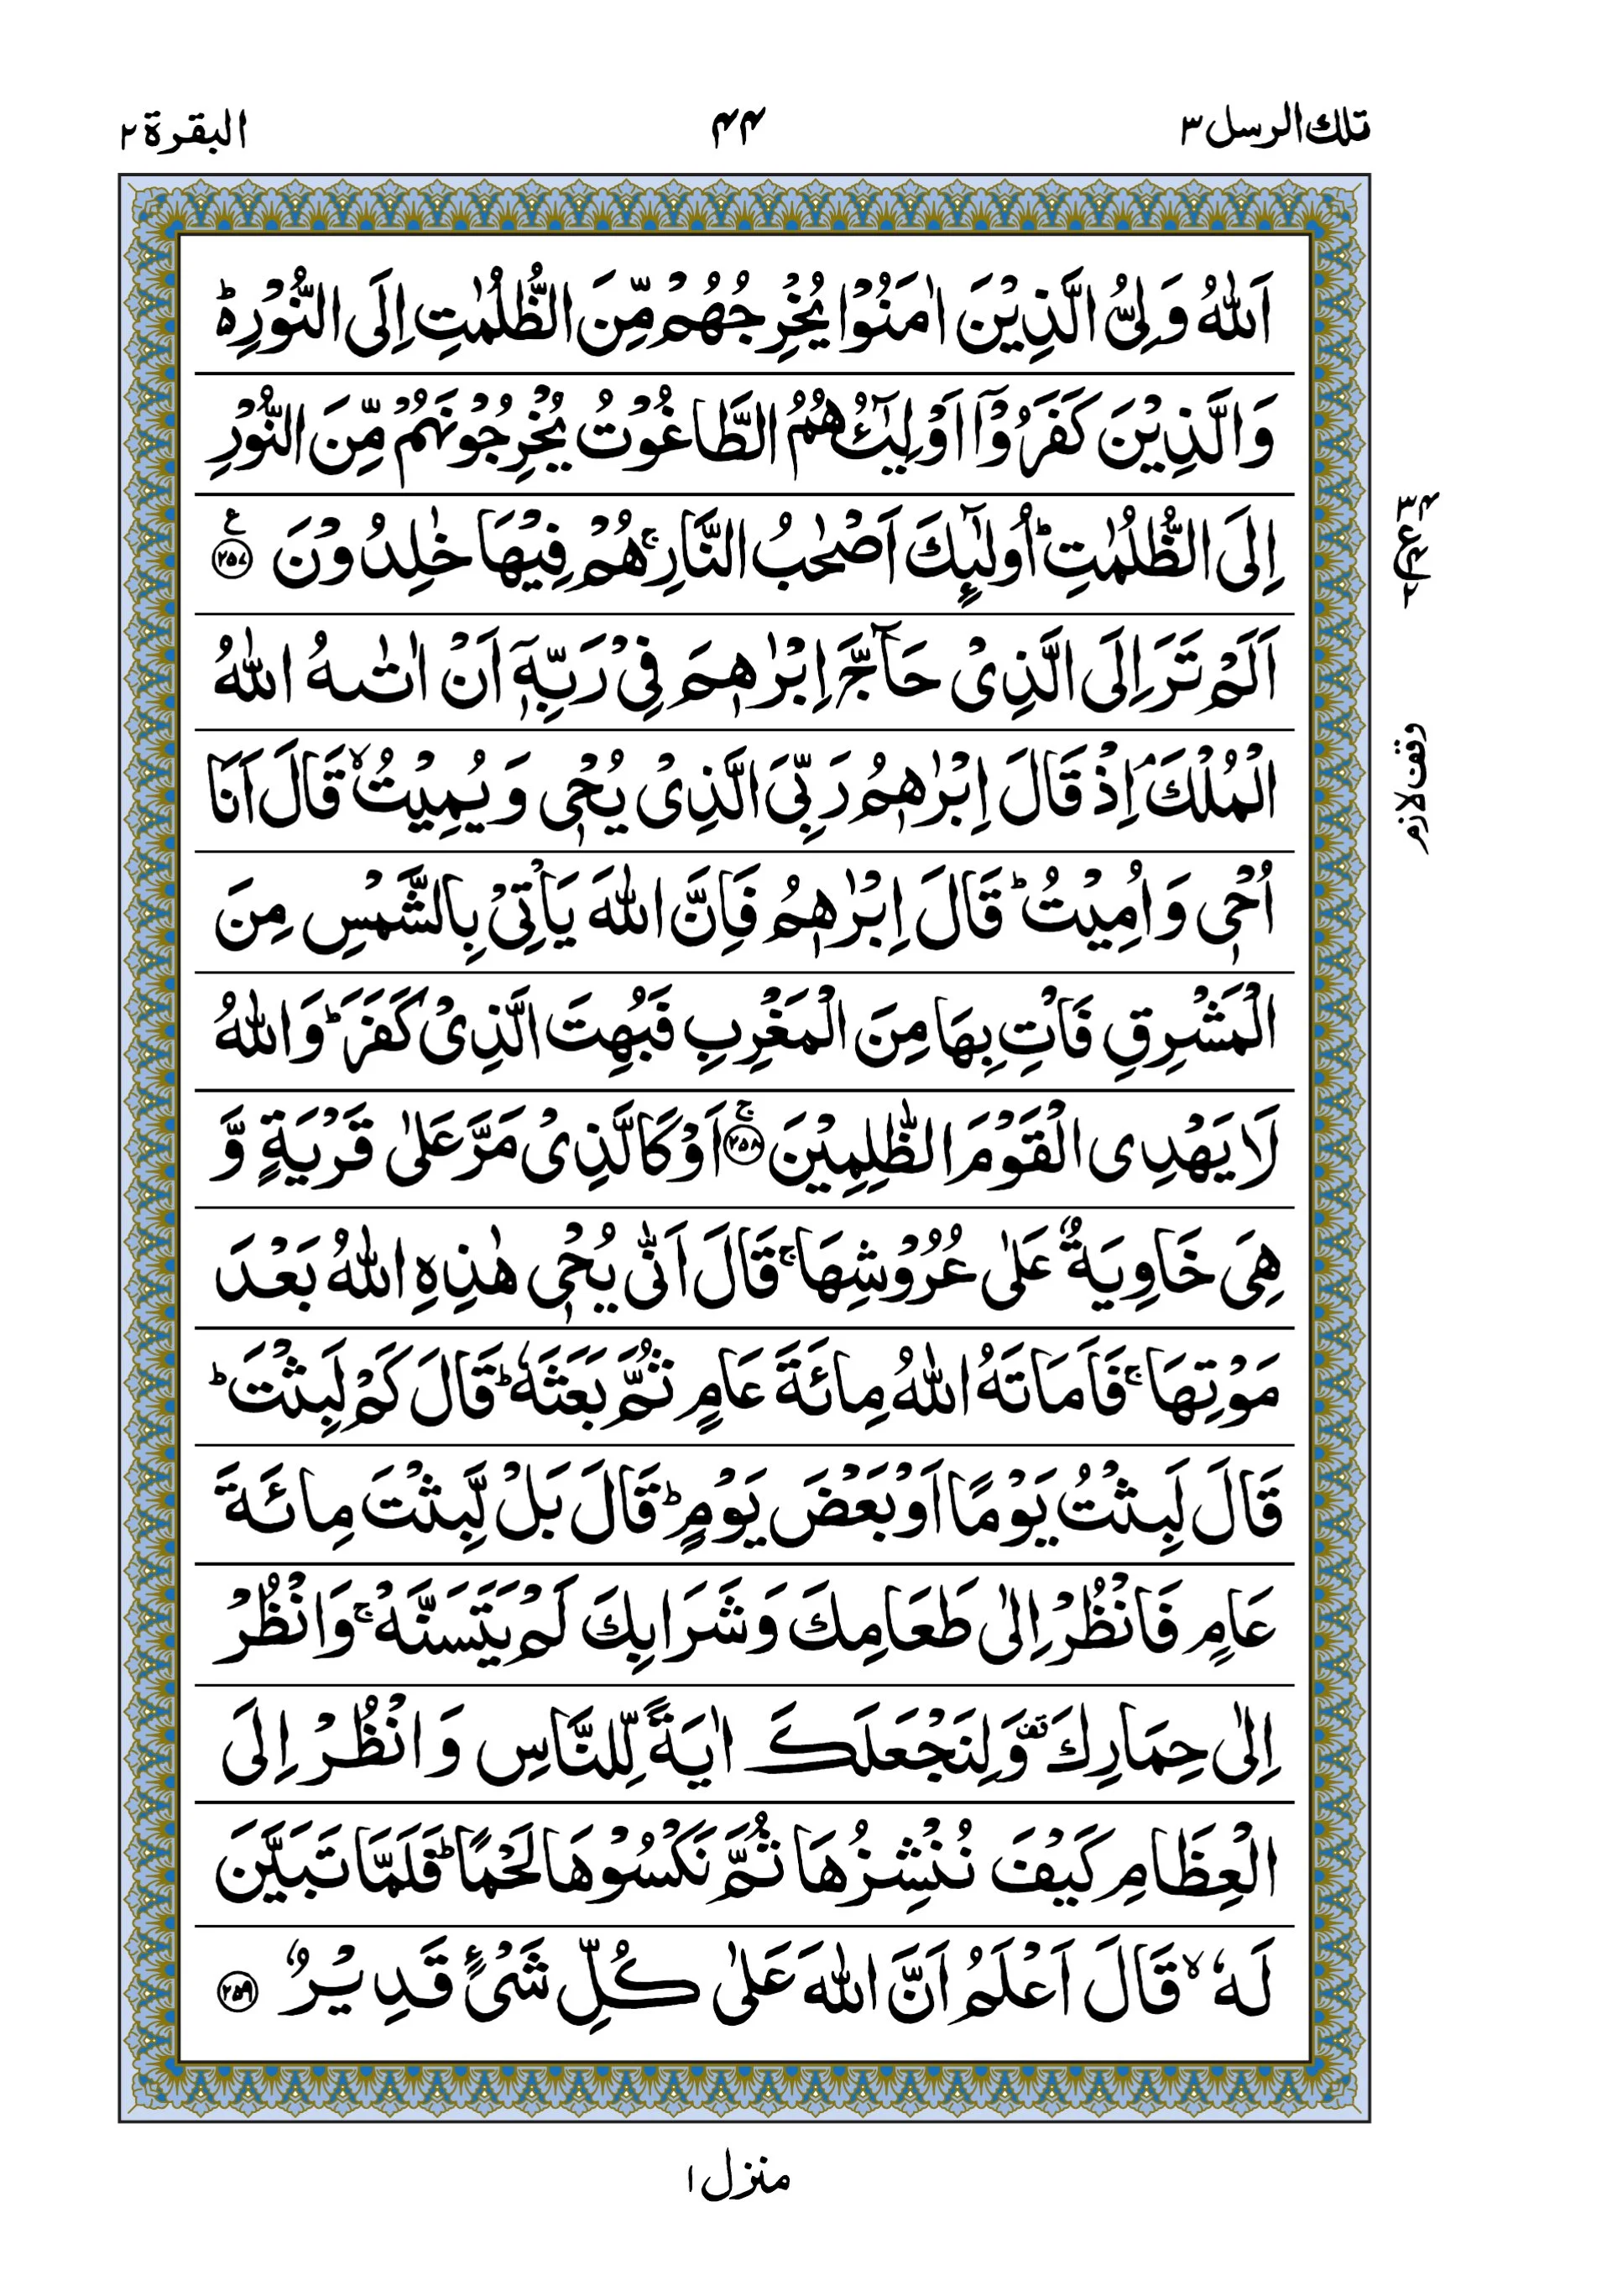 تلك الرسل ٣
۴۴
البقرة ٢
اَللّٰهُ وَلِیُّ الَّذِیْنَ اٰمَنُوْا یُخْرِجُهُمْ مِّنَ الظُّلُمٰتِ اِلَی النُّوْرِ ؕ۬
وَالَّذِیْنَ كَفَرُوْۤا اَوْلِیٰٓـُٔهُمُ الطَّاغُوْتُ یُخْرِجُوْنَهُمْ مِّنَ النُّوْرِ
اِلَی الظُّلُمٰتِ ؕ اُولٰٓىِٕكَ اَصْحٰبُ النَّارِ ۚ هُمْ فِیْهَا خٰلِدُوْنَ ۟۠ ﴿۲۵۷﴾
اَلَمْ تَرَ اِلَی الَّذِیْ حَآجَّ اِبْرٰهٖمَ فِیْ رَبِّهٖۤ اَنْ اٰتٰىهُ اللّٰهُ
الْمُلْكَ ۘ اِذْ قَالَ اِبْرٰهٖمُ رَبِّیَ الَّذِیْ یُحْیٖ وَیُمِیْتُ ۙ قَالَ اَنَا
اُحْیٖ وَاُمِیْتُ ؕ قَالَ اِبْرٰهٖمُ فَاِنَّ اللّٰهَ یَاْتِیْ بِالشَّمْسِ مِنَ
الْمَشْرِقِ فَاْتِ بِهَا مِنَ الْمَغْرِبِ فَبُهِتَ الَّذِیْ كَفَرَ ؕ وَاللّٰهُ
لَا یَهْدِی الْقَوْمَ الظّٰلِمِیْنَ ۚ ﴿۲۵۸﴾ اَوْ كَالَّذِیْ مَرَّ عَلٰی قَرْیَةٍ وَّ
هِیَ خَاوِیَةٌ عَلٰی عُرُوْشِهَا ۚ قَالَ اَنّٰی یُحْیٖ هٰذِهِ اللّٰهُ بَعْدَ
مَوْتِهَا ۚ فَاَمَاتَهُ اللّٰهُ مِائَةَ عَامٍ ثُمَّ بَعَثَهٗ ؕ قَالَ كَمْ لَبِثْتَ ؕ
قَالَ لَبِثْتُ یَوْمًا اَوْ بَعْضَ یَوْمٍ ؕ قَالَ بَلْ لَّبِثْتَ مِائَةَ
عَامٍ فَانْظُرْ اِلٰی طَعَامِكَ وَشَرَابِكَ لَمْ یَتَسَنَّهْ ۚ وَانْظُرْ
اِلٰی حِمَارِكَ ۫ وَلِنَجْعَلَكَ اٰیَةً لِّلنَّاسِ وَانْظُرْ اِلَی
الْعِظَامِ كَیْفَ نُنْشِزُهَا ثُمَّ نَكْسُوْهَا لَحْمًا ؕ فَلَمَّا تَبَیَّنَ
لَهٗ ۙ قَالَ اَعْلَمُ اَنَّ اللّٰهَ عَلٰی كُلِّ شَیْءٍ قَدِیْرٌ ﴿۲۵۹﴾
وقف لازم
منزل ۱